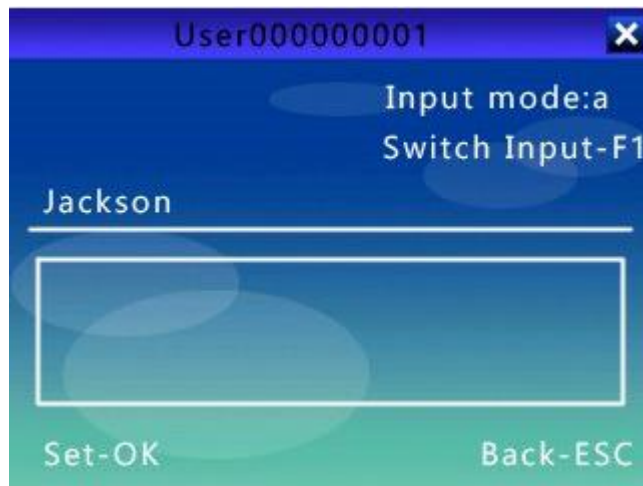 User000000001
Input mode:a
Switch Input-F1
Jackson
Set-OK Back-ESC